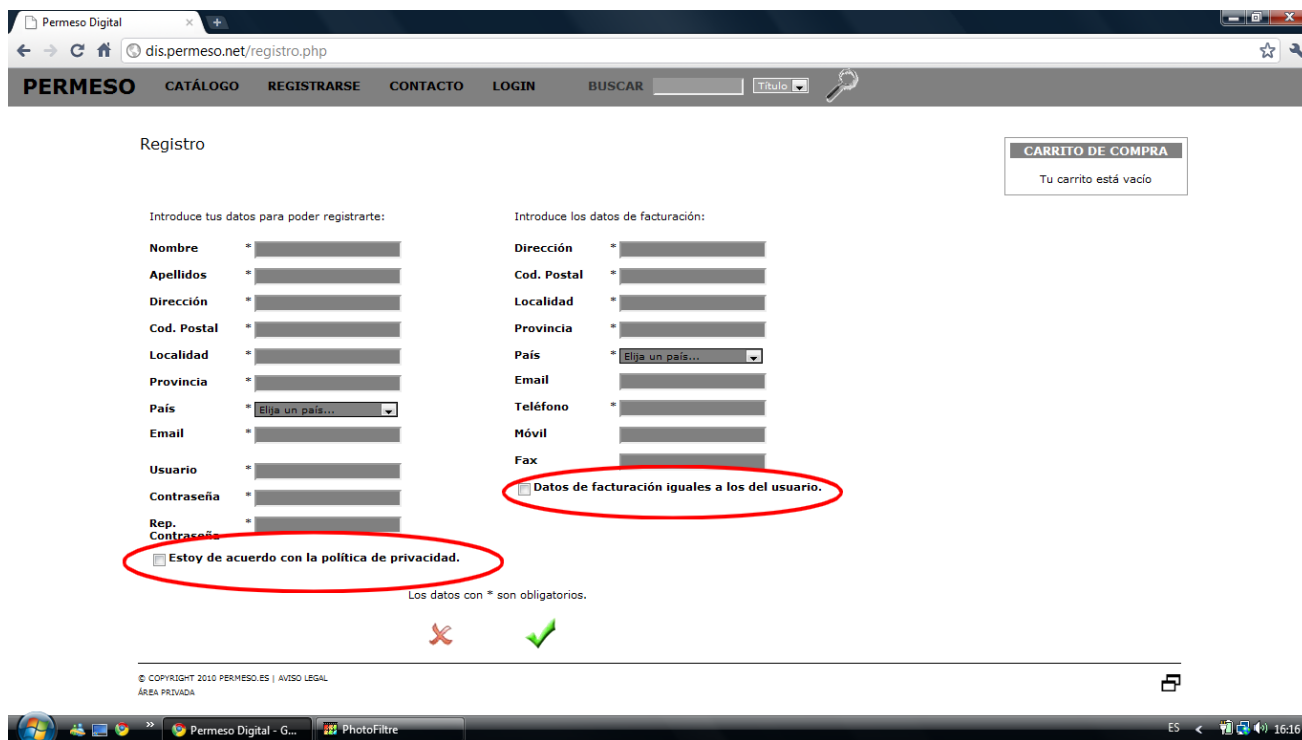 Permeso Digital
dis.permeso.net/registro.php
PERMESO CATÁLOGO REGISTRARSE CONTACTO LOGIN BUSCAR Título
Registro
CARRITO DE COMPRA
Tu carrito está vacío
Introduce tus datos para poder registrarte:
Nombre *
Apellidos *
Dirección *
Cod. Postal *
Localidad *
Provincia *
País * Elija un país...
Email *
Usuario *
Contraseña *
Rep. *
Contraseña
Estoy de acuerdo con la política de privacidad.
Introduce los datos de facturación:
Dirección *
Cod. Postal *
Localidad *
Provincia *
País * Elija un país...
Email
Teléfono *
Móvil
Fax
Datos de facturación iguales a los del usuario.
Los datos con * son obligatorios.
© COPYRIGHT 2010 PERMESO.ES | AVISO LEGAL
ÁREA PRIVADA
Permeso Digital - G... PhotoFiltre ES 16:16